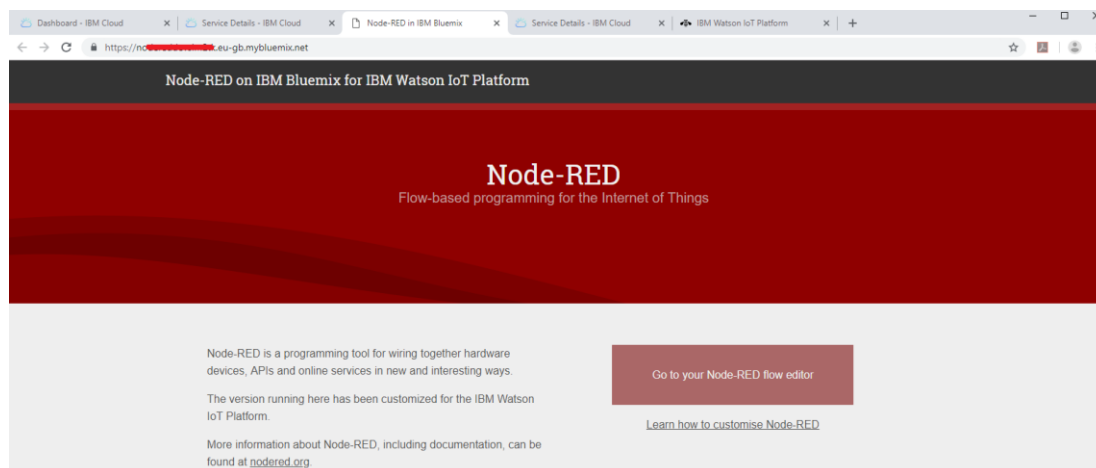 Dashboard - IBM Cloud
Service Details - IBM Cloud
Node-RED in IBM Bluemix
Service Details - IBM Cloud
IBM Watson IoT Platform
https://no .eu-gb.mybluemix.net
Node-RED on IBM Bluemix for IBM Watson IoT Platform
Node-RED
Flow-based programming for the Internet of Things
Node-RED is a programming tool for wiring together hardware
devices, APIs and online services in new and interesting ways.
The version running here has been customized for the IBM Watson
IoT Platform.
More information about Node-RED, including documentation, can be
found at nodered.org.
Go to your Node-RED flow editor
Learn how to customise Node-RED